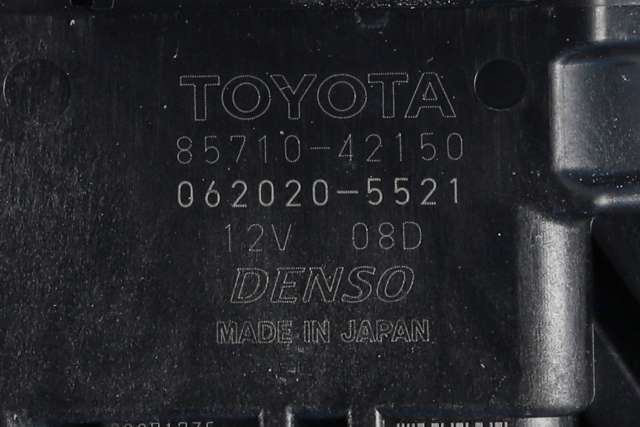 TOYOTA
85710-42150
062020-5521
12V 08D
DENSO
MADE IN JAPAN